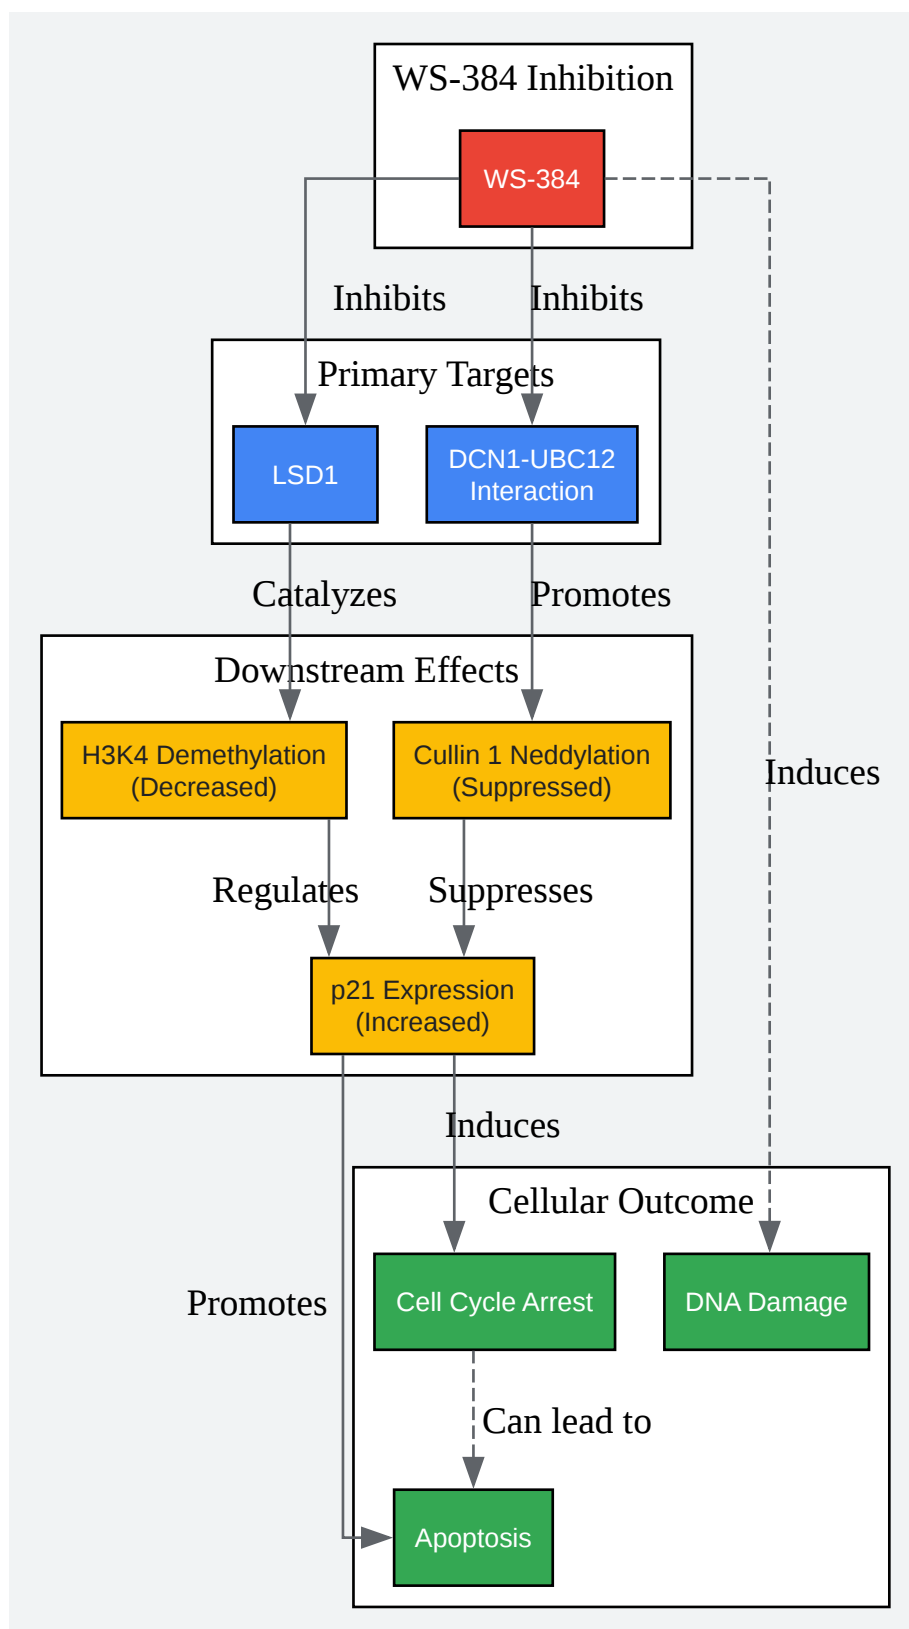 WS-384 Inhibition
WS-384
Inhibits
Inhibits
Primary Targets
LSD1
DCN1-UBC12
Interaction
Catalyzes
Promotes
Downstream Effects
H3K4 Demethylation
(Decreased)
Cullin 1 Neddylation
(Suppressed)
Induces
Regulates
Suppresses
p21 Expression
(Increased)
Induces
Cellular Outcome
Promotes
Cell Cycle Arrest
DNA Damage
Can lead to
Apoptosis